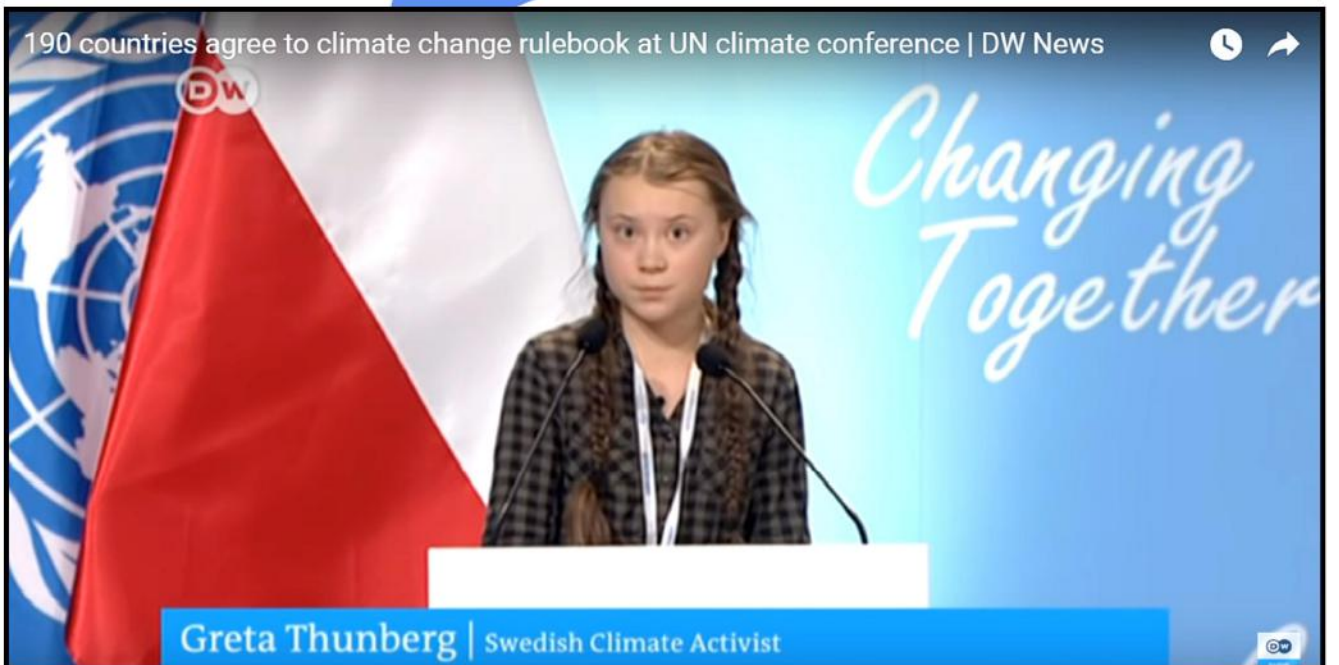 190 countries agree to climate change rulebook at UN climate conference | DW News
DW
Changing
Together
Greta Thunberg | Swedish Climate Activist
DW